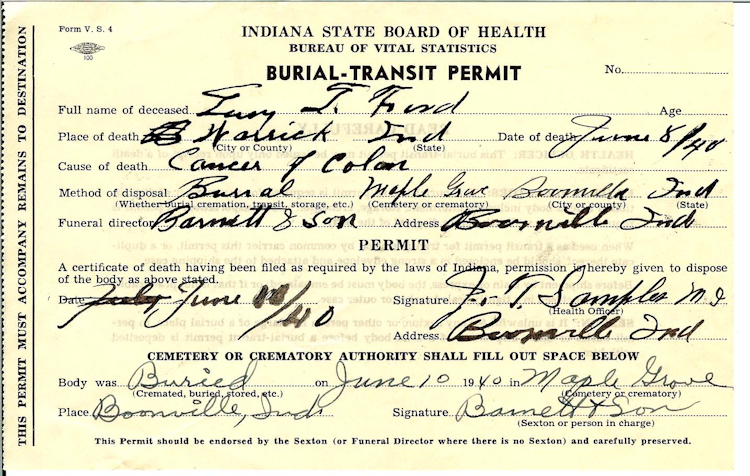 Form V. S. 4
100
INDIANA STATE BOARD OF HEALTH
BUREAU OF VITAL STATISTICS
BURIAL-TRANSIT PERMIT
No.
Full name of deceased T. Ford Age
Place of death Warrick Ind Date of death June 8/40
(City or County) (State)
Cause of death Cancer of Colon
Method of disposal Burial Maple Grove Boonville Ind
(Whether burial, cremation, transit, storage, etc.) (Cemetery or crematory) (City or county) (State)
Funeral director Barnett & Son Address Boonville Ind
PERMIT
A certificate of death having been filed as required by the laws of Indiana, permission is hereby given to dispose
of the body as above stated.
Date July June /40 Signature Samples M.D
(Health Officer)
Address Boonville Ind
CEMETERY OR CREMATORY AUTHORITY SHALL FILL OUT SPACE BELOW
Body was Buried on June 10 1940 in Maple Grove
(Cremated, buried, stored, etc.) (Cemetery or crematory)
Place Boonville, Ind. Signature Barnett & Son
(Sexton or person in charge)
This Permit should be endorsed by the Sexton (or Funeral Director where there is no Sexton) and carefully preserved.
THIS PERMIT MUST ACCOMPANY REMAINS TO DESTINATION